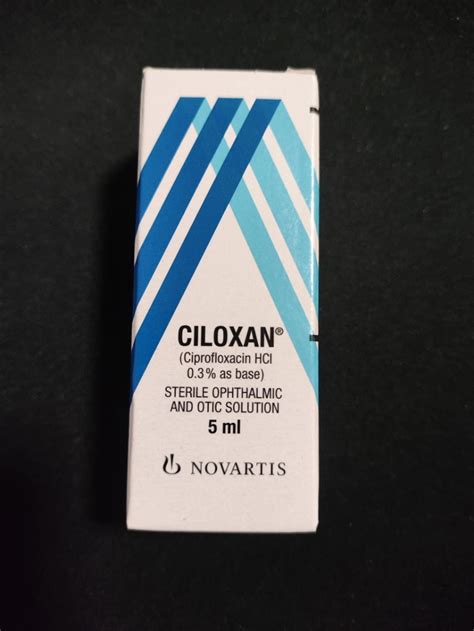 CILOXAN®
(Ciprofloxacin HCl
0.3% as base)
STERILE OPHTHALMIC
AND OTIC SOLUTION
5 ml
NOVARTIS